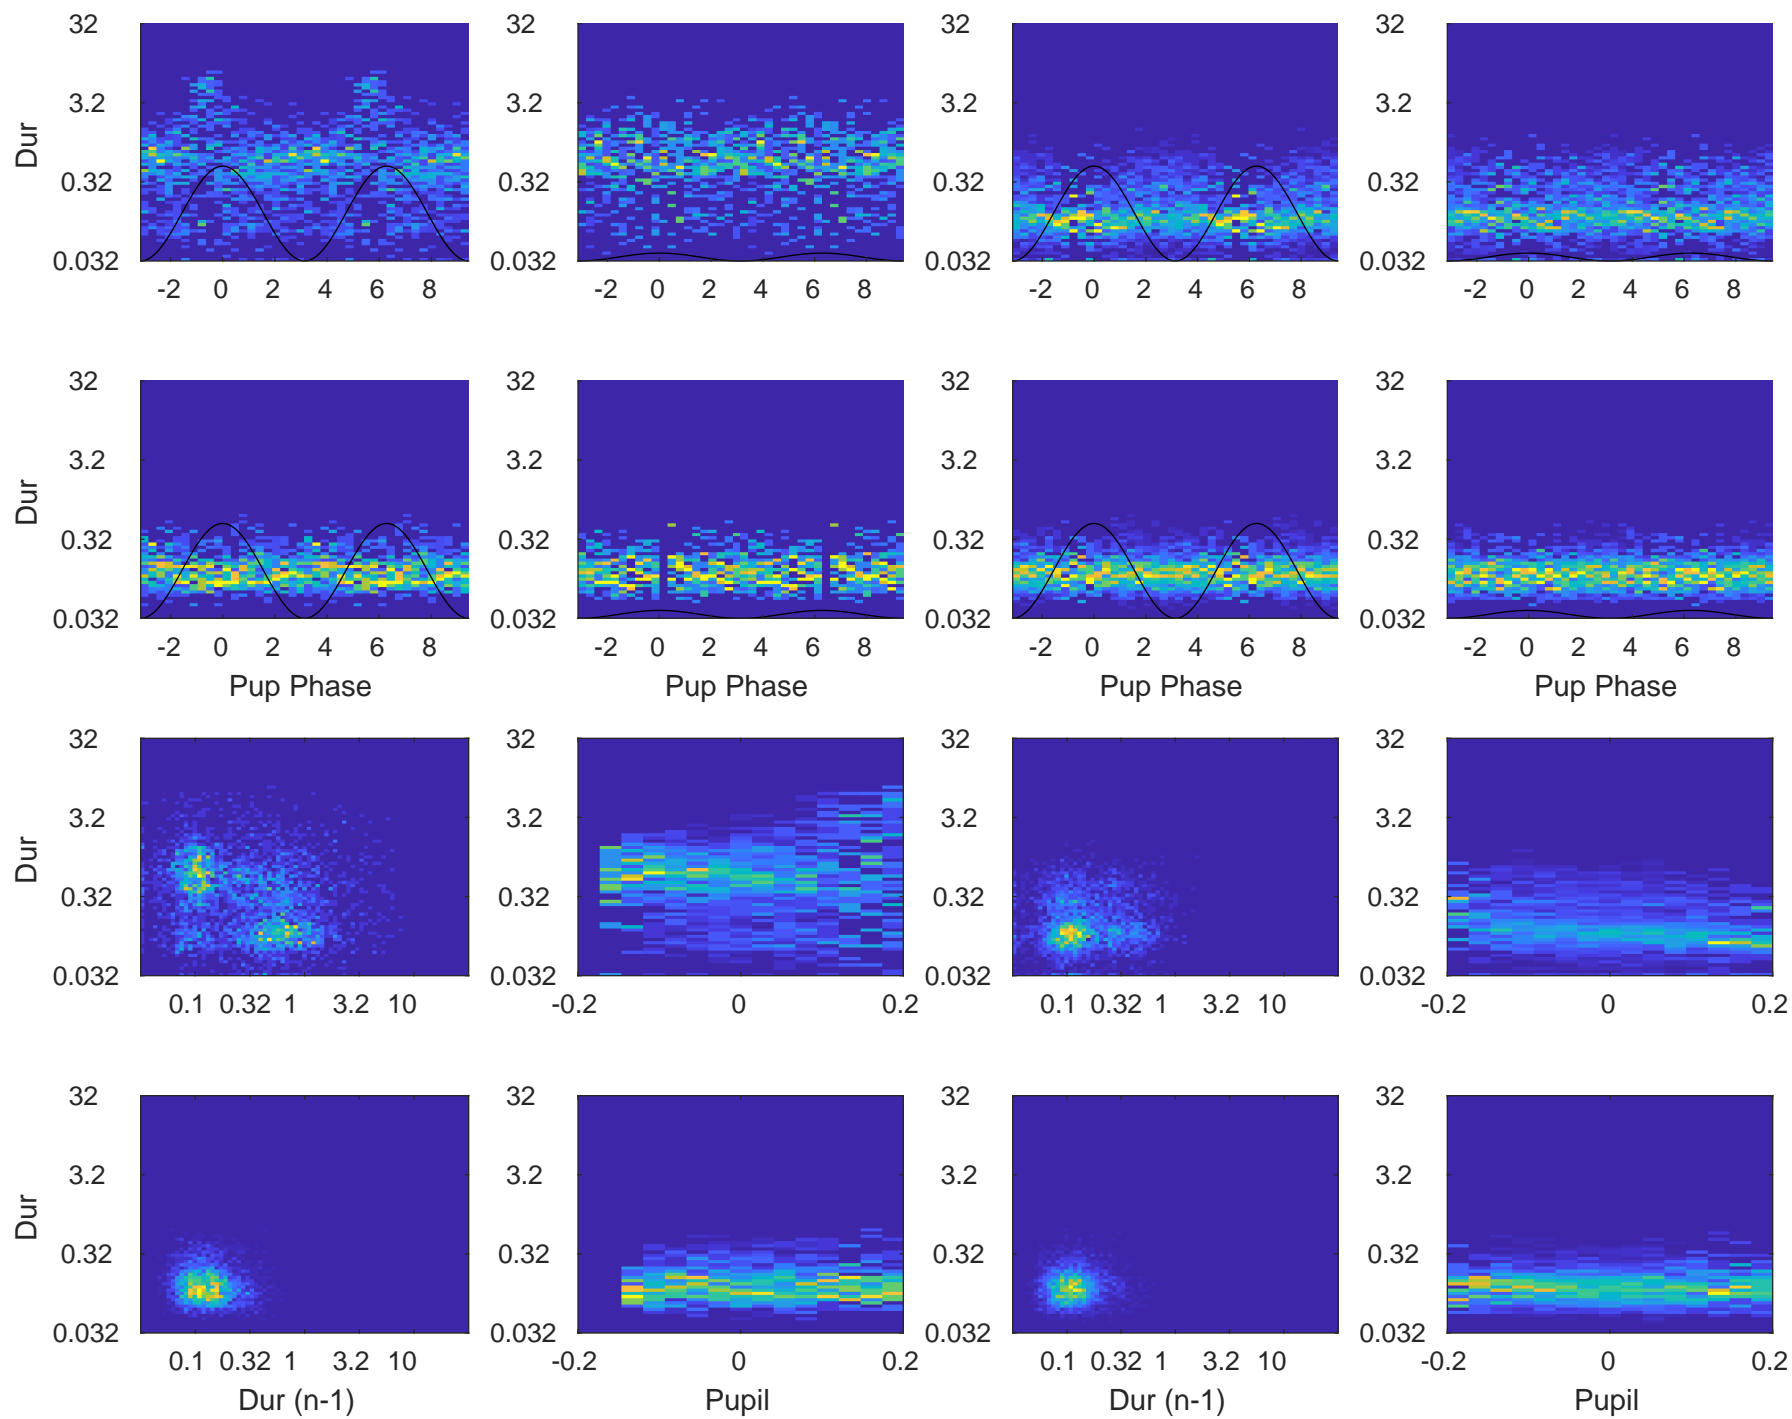 32 32 32 32
3.2 3.2 3.2 3.2
Dur
0.32 0.32 0.32 0.32
0.032 0.032 0.032 0.032
-2 0 2 4 6 8 -2 0 2 4 6 8 -2 0 2 4 6 8 -2 0 2 4 6 8
32 32 32 32
3.2 3.2 3.2 3.2
Dur
0.32 0.32 0.32 0.32
0.032 0.032 0.032 0.032
-2 0 2 4 6 8 -2 0 2 4 6 8 -2 0 2 4 6 8 -2 0 2 4 6 8
Pup Phase Pup Phase Pup Phase Pup Phase
32 32 32 32
3.2 3.2 3.2 3.2
Dur
0.32 0.32 0.32 0.32
0.032 0.032 0.032 0.032
0.1 0.32 1 3.2 10 -0.2 0 0.2 0.1 0.32 1 3.2 10 -0.2 0 0.2
32 32 32 32
3.2 3.2 3.2 3.2
Dur
0.32 0.32 0.32 0.32
0.032 0.032 0.032 0.032
0.1 0.32 1 3.2 10 -0.2 0 0.2 0.1 0.32 1 3.2 10 -0.2 0 0.2
Dur (n-1) Pupil Dur (n-1) Pupil